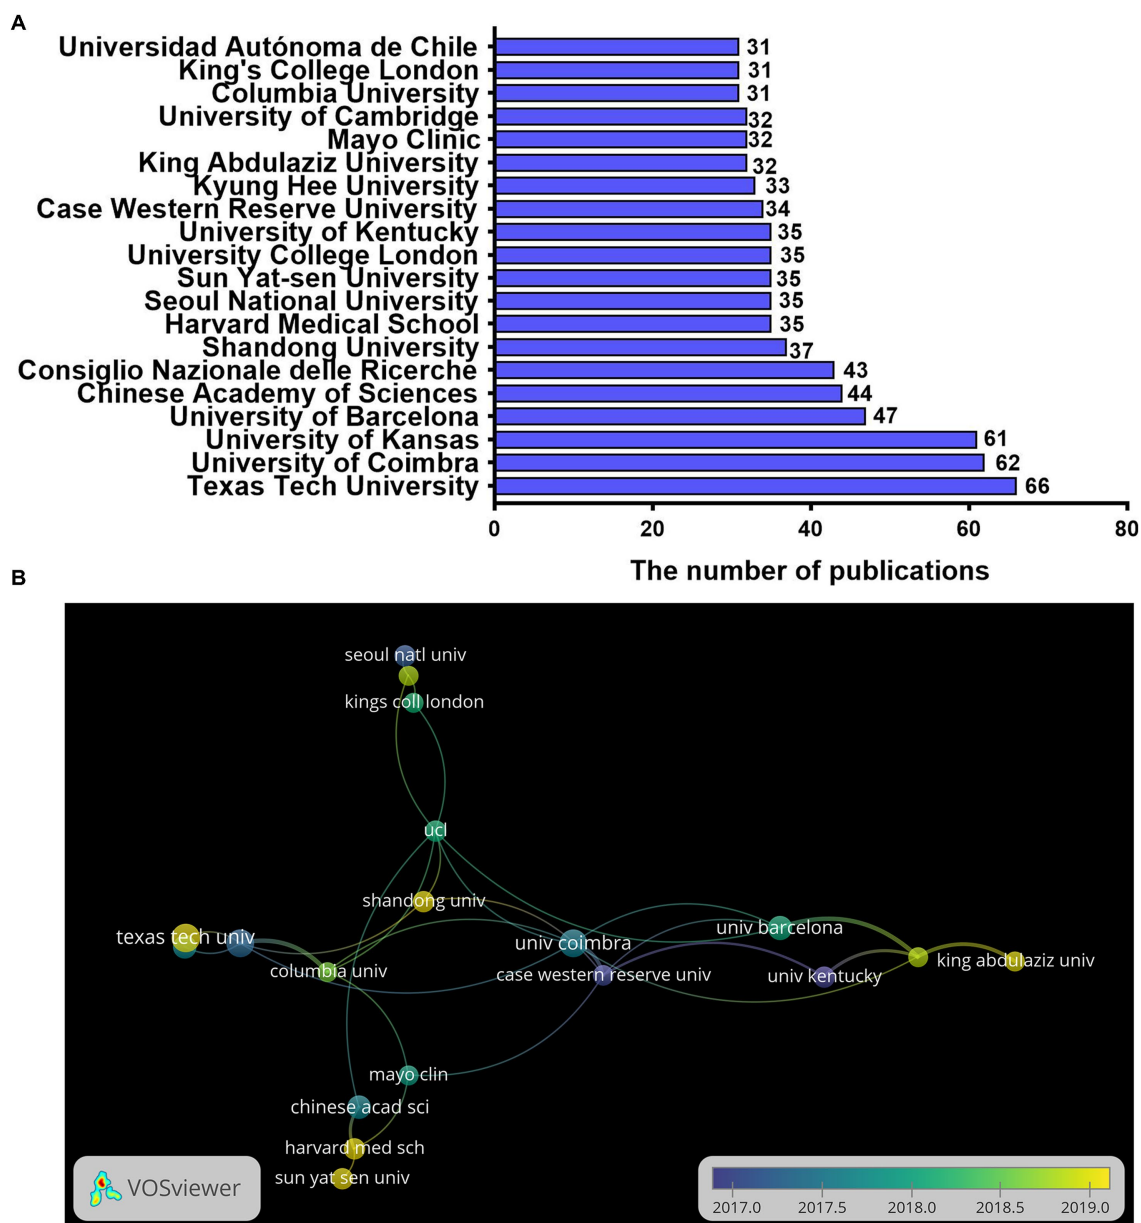 A
Universidad Autónoma de Chile 31
King's College London 31
Columbia University 31
University of Cambridge 32
Mayo Clinic 32
King Abdulaziz University 32
Kyung Hee University 33
Case Western Reserve University 34
University of Kentucky 35
University College London 35
Sun Yat-sen University 35
Seoul National University 35
Harvard Medical School 35
Shandong University 37
Consiglio Nazionale delle Ricerche 43
Chinese Academy of Sciences 44
University of Barcelona 47
University of Kansas 61
University of Coimbra 62
Texas Tech University 66
0 20 40 60 80
The number of publications
B
seoul natl univ
kings coll london
ucl
shandong univ
univ barcelona
texas tech univ
univ coimbra
king abdulaziz univ
columbia univ
case western reserve univ
univ kentucky
mayo clin
chinese acad sci
harvard med sch
sun yat sen univ
VOSviewer
2017.0 2017.5 2018.0 2018.5 2019.0